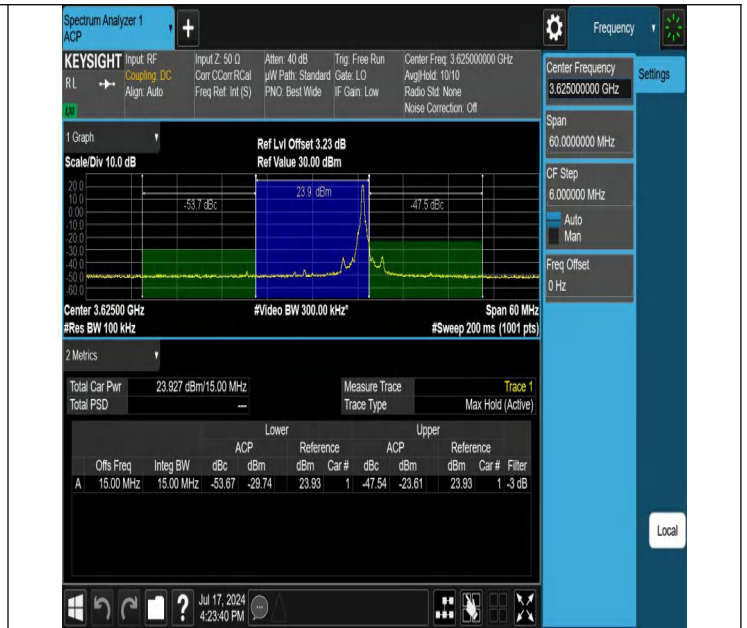 Spectrum Analyzer 1
ACP
+
Frequency
KEYSIGHT
RL
LXI
Input: RF
Coupling: DC
Align: Auto
Input Z: 50 Ω
Corr CCorr RCal
Freq Ref: Int (S)
Atten: 40 dB
µW Path: Standard
PNO: Best Wide
Trig: Free Run
Gate: LO
IF Gain: Low
Center Freq: 3.625000000 GHz
Avg|Hold: 10/10
Radio Std: None
Noise Correction: Off
Center Frequency
3.62500000 GHz
Settings
Span
60.0000000 MHz
CF Step
6.000000 MHz
Auto
Man
Freq Offset
0 Hz
1 Graph
Scale/Div 10.0 dB
Ref Lvl Offset 3.23 dB
Ref Value 30.00 dBm
20.0
10.0
0.00
-10.0
-20.0
-30.0
-40.0
-50.0
-60.0
-53.7 dBc
23.9 dBm
-47.5 dBc
Center 3.62500 GHz
#Video BW 300.00 kHz*
Span 60 MHz
#Res BW 100 kHz
#Sweep 200 ms (1001 pts)
2 Metrics
Total Car Pwr 23.927 dBm/15.00 MHz
Total PSD ---
Measure Trace Trace 1
Trace Type Max Hold (Active)
Lower Upper
ACP Reference ACP Reference
Offs Freq Integ BW dBc dBm dBm Car # dBc dBm dBm Car # Filter
A 15.00 MHz 15.00 MHz -53.67 -29.74 23.93 1 -47.54 -23.61 23.93 1 -3 dB
Local
?
Jul 17, 2024
4:23:40 PM